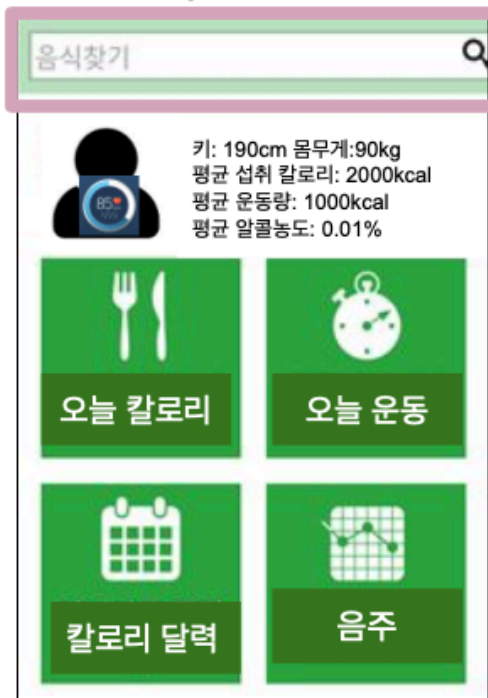 음식찾기
키: 190cm 몸무게:90kg
평균 섭취 칼로리: 2000kcal
평균 운동량: 1000kcal
평균 알콜농도: 0.01%
85
오늘 칼로리
오늘 운동
칼로리 달력
음주